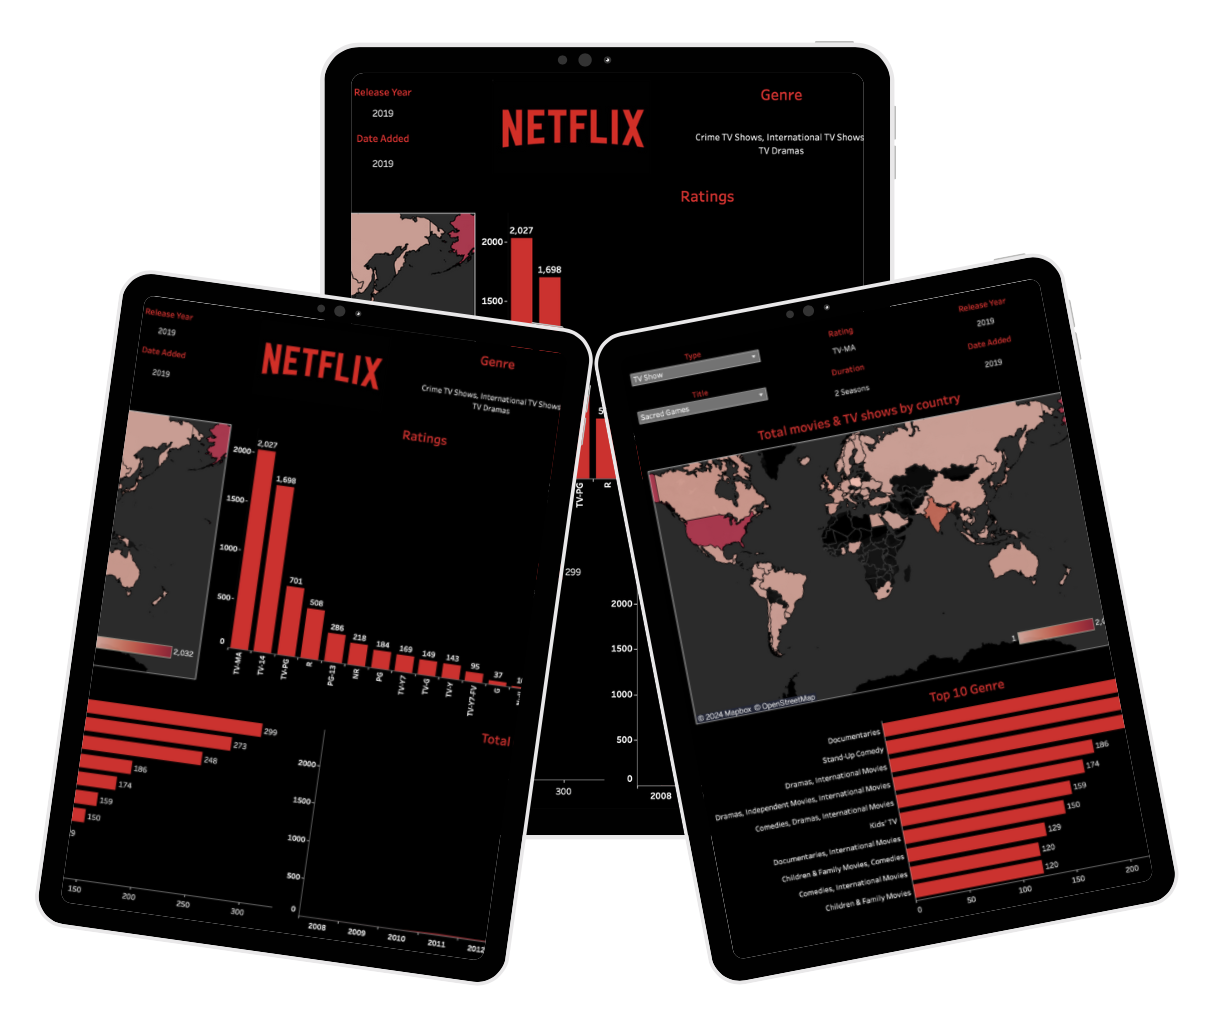 Release Year
2019
Date Added
2019
NETFLIX
Genre
Crime TV Shows, International TV Shows
TV Dramas
Ratings
2000
1500
2,027
1,698
TV-PG
R
299
300
2000
1500
1000
500
0
2008
Release Year
2019
Date Added
2019
NETFLIX
Genre
Crime TV Shows, International TV Shows
TV Dramas
Ratings
2000
1500
1000
500
0
2,027
1,698
701
508
286
218
184
169
149
143
95
37
TV-MA
TV-14
TV-PG
R
PG-13
NR
PG
TV-Y7
TV-G
TV-Y
TV-Y7-FV
G
2,032
299
273
248
186
174
159
150
150
200
250
300
Total
2000
1500
1000
500
0
2008
2009
2010
2011
2012
Type
TV Show
Title
Sacred Games
Rating
TV-MA
Duration
2 Seasons
Release Year
2019
Date Added
2019
Total movies & TV shows by country
1
© 2024 Mapbox © OpenStreetMap
Top 10 Genre
Documentaries
Stand-Up Comedy
Dramas, International Movies
Dramas, Independent Movies, International Movies
Comedies, Dramas, International Movies
Kids' TV
Documentaries, International Movies
Children & Family Movies, Comedies
Comedies, International Movies
Children & Family Movies
186
174
159
150
129
120
120
0
50
100
150
200